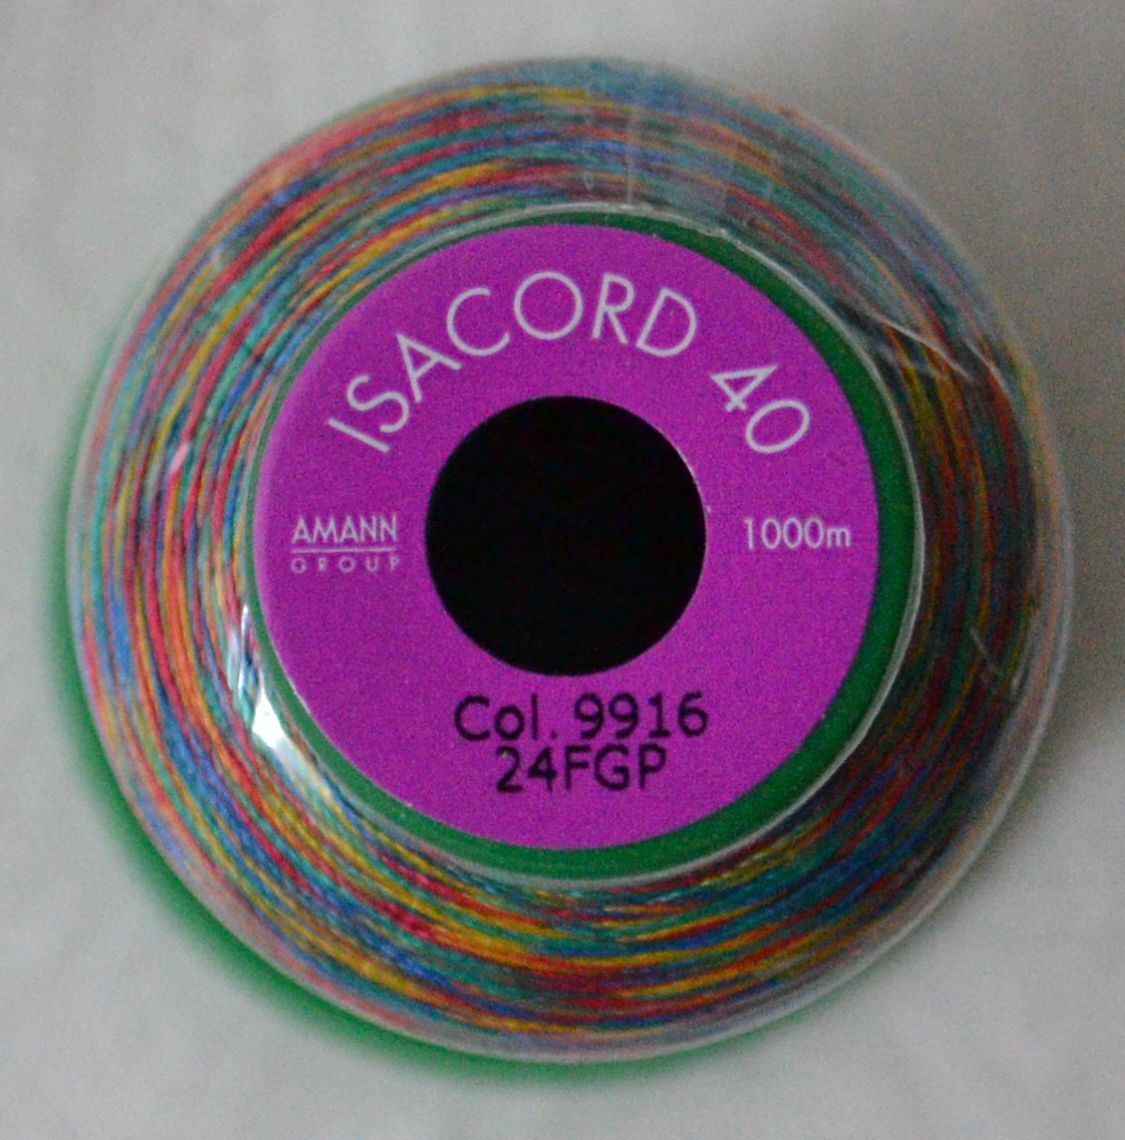 ISACORD 40
AMANN
GROUP
1000m
Col. 9916
24FGP